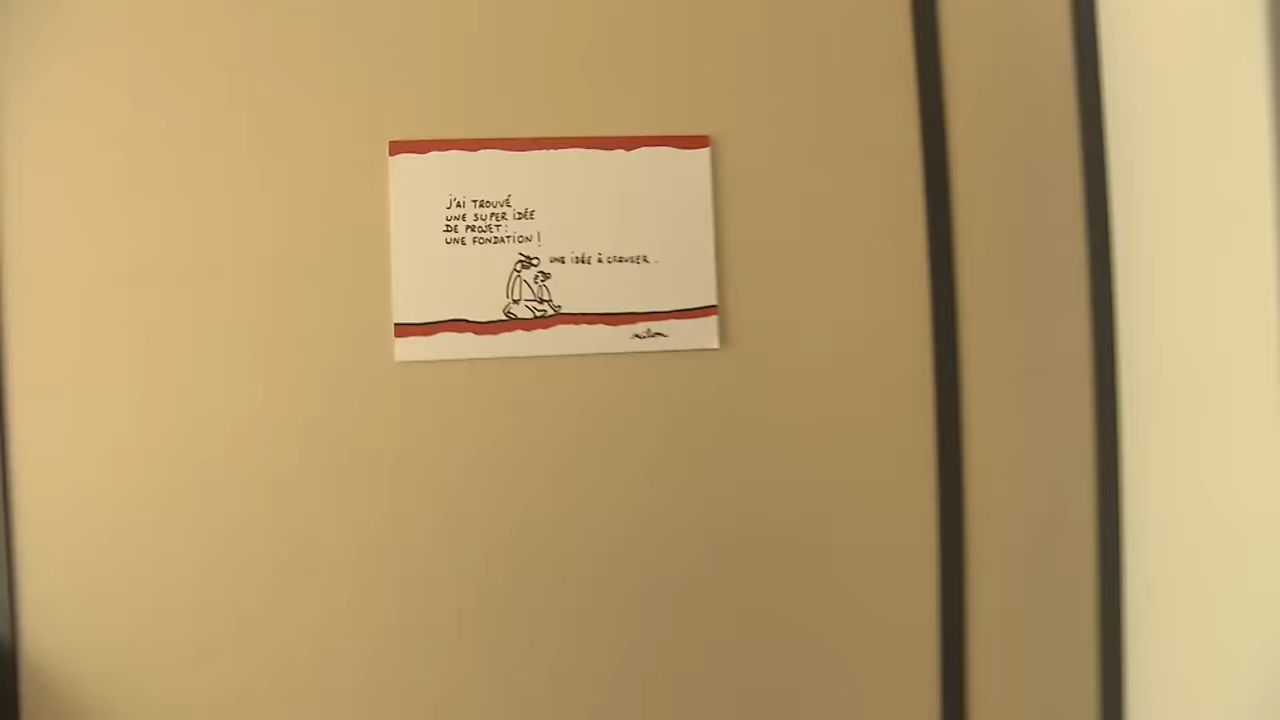 J'AI TROUVÉ
UNE SUPER IDÉE
DE PROJET :
UNE FONDATION !
UNE IDÉE À CREUSER .